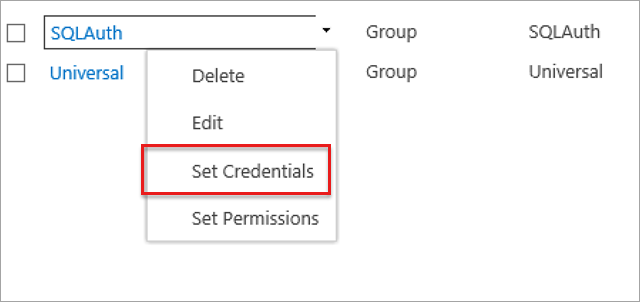 SQLAuth Group SQLAuth
Universal Group Universal
Delete
Edit
Set Credentials
Set Permissions